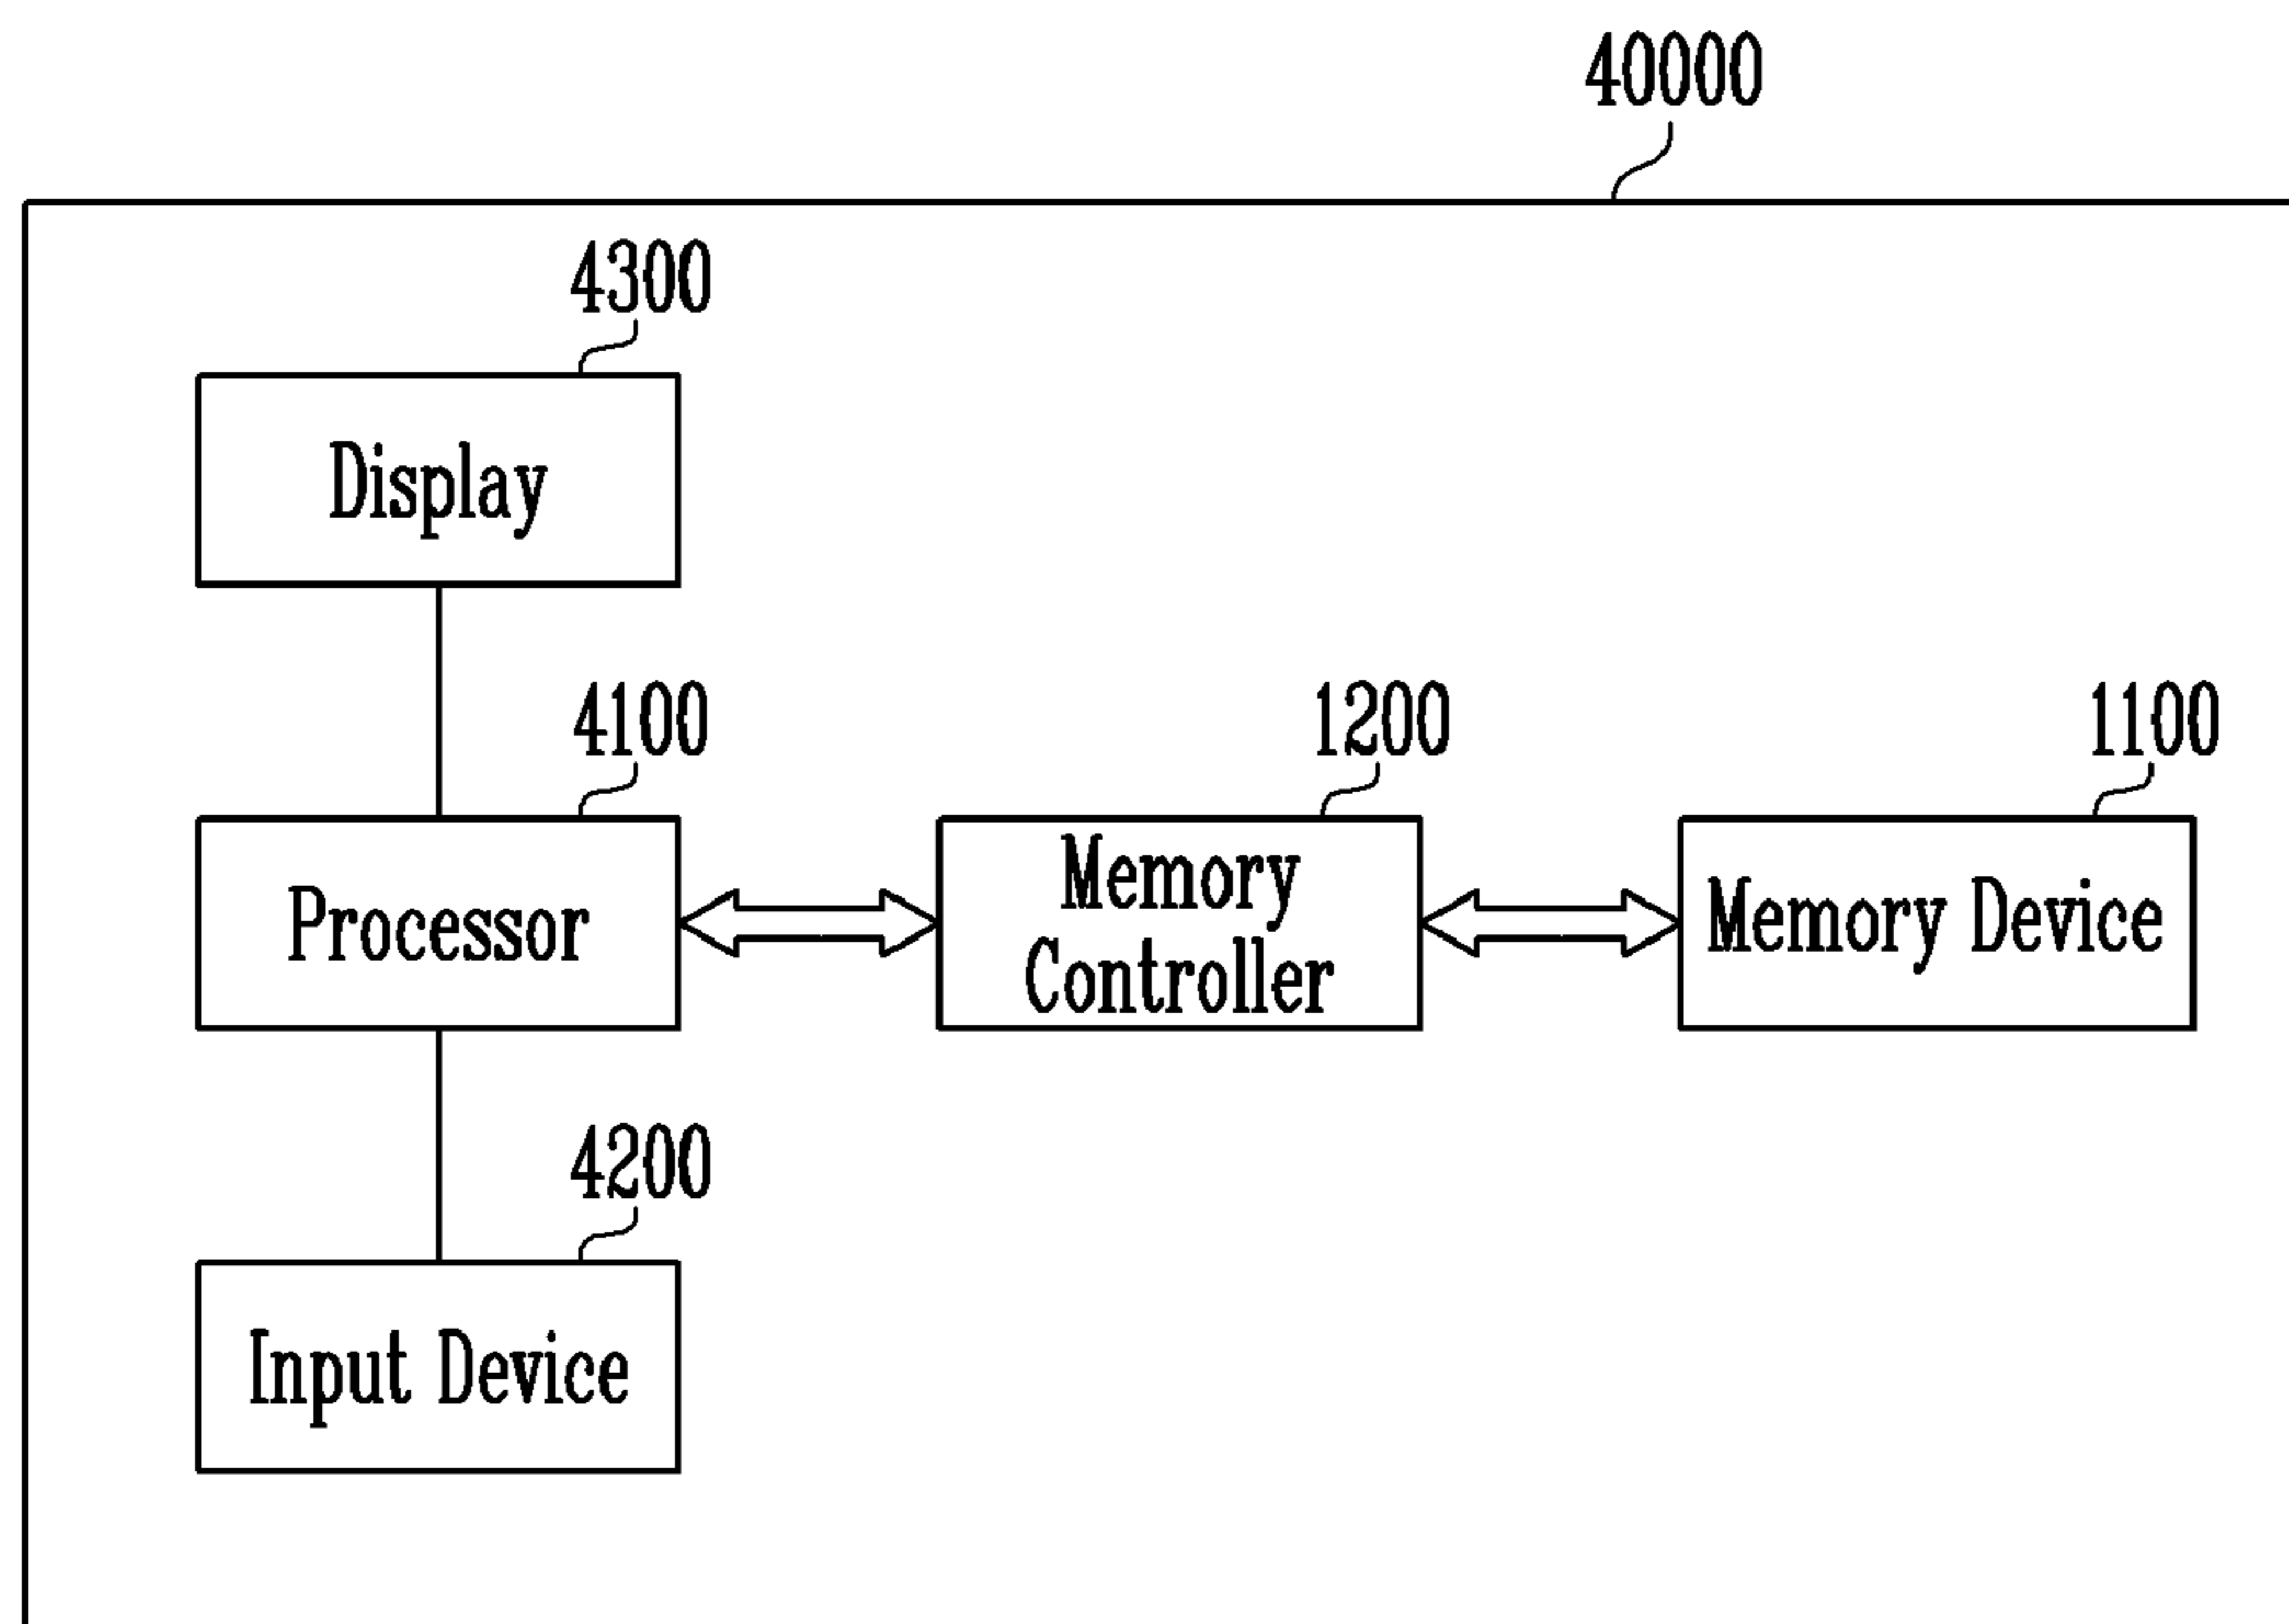 40000
4300
Display
4100
1200
1100
Processor
Memory
Controller
Memory Device
4200
Input Device